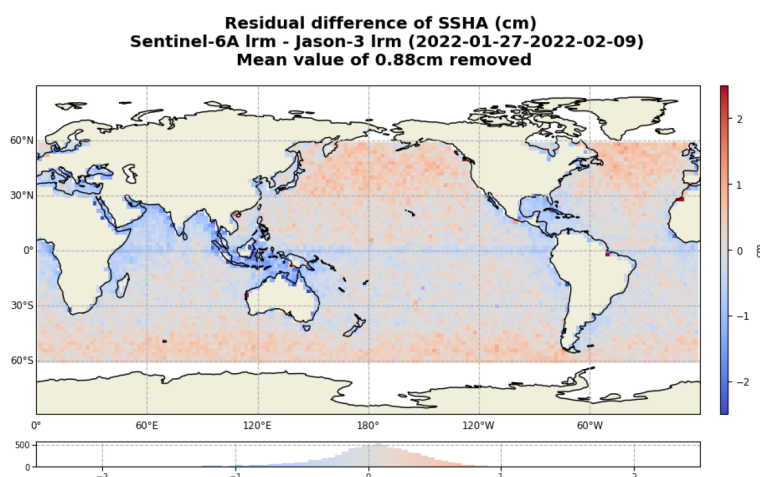 Residual difference of SSHA (cm)
Sentinel-6A lrm - Jason-3 lrm (2022-01-27-2022-02-09)
Mean value of 0.88cm removed
60°N
30°N
0°
30°S
60°S
0° 60°E 120°E 180° 120°W 60°W
2
1
0
−1
−2
500
0
−2 −1 0 1 2